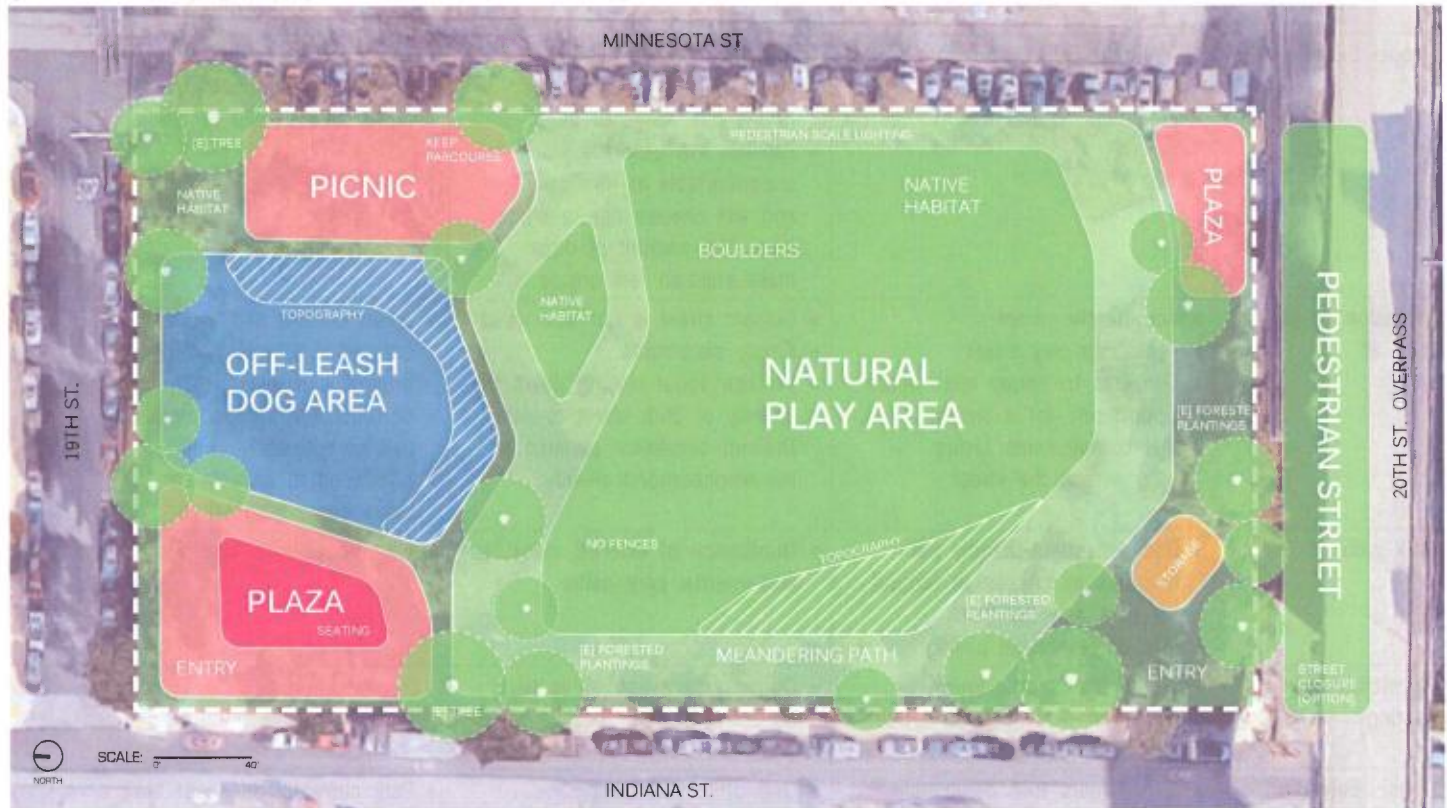 MINNESOTA ST
[E] TREE
KEEP
PARCOURSE
PICNIC
NATIVE
HABITAT
PEDESTRIAN SCALE LIGHTING
NATIVE
HABITAT
BOULDERS
PLAZA
TOPOGRAPHY
OFF-LEASH
DOG AREA
NATIVE
HABITAT
NATURAL
PLAY AREA
19TH ST.
[E] FORESTED
PLANTINGS
PEDESTRIAN STREET
20TH ST. OVERPASS
NO FENCES
TOPOGRAPHY
STORAGE
PLAZA
SEATING
ENTRY
[E] FORESTED
PLANTINGS
[E] FORESTED
PLANTINGS
MEANDERING PATH
ENTRY
STREET
CLOSURE
(OPTION)
[E] TREE
NORTH
SCALE:
0'
40'
INDIANA ST.